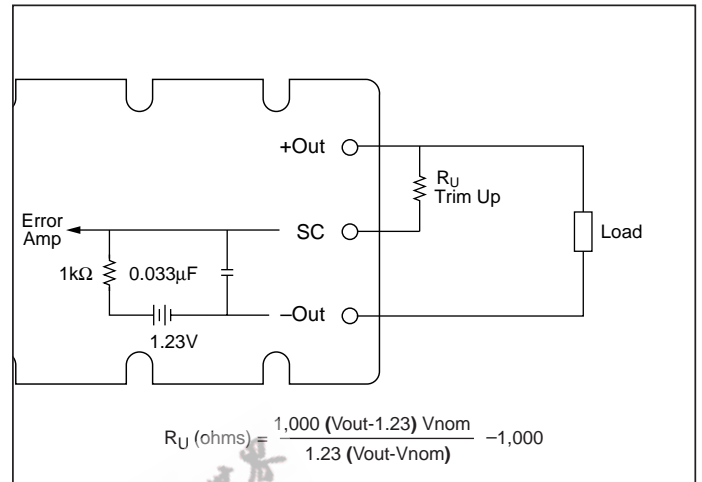 +Out
R_U
Trim Up
Error
Amp
SC
Load
1kΩ 0.033μF
–Out
1.23V
R_U (ohms) = 1,000 (Vout-1.23) Vnom / 1.23 (Vout-Vnom) –1,000